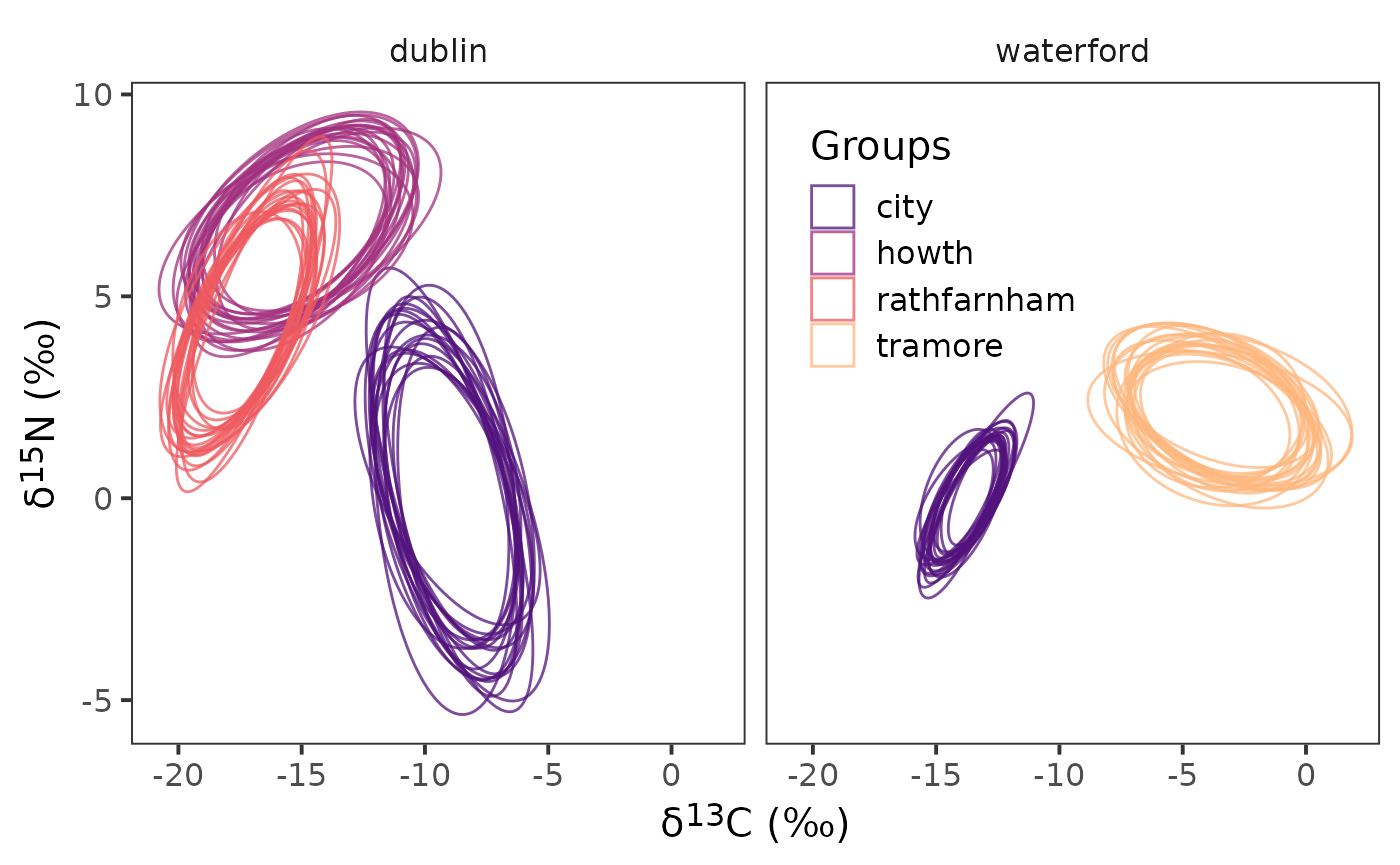 dublin
waterford
10
5
0
-5
δ¹⁵N (‰)
Groups
city
howth
rathfarnham
tramore
-20 -15 -10 -5 0
-20 -15 -10 -5 0
δ¹³C (‰)